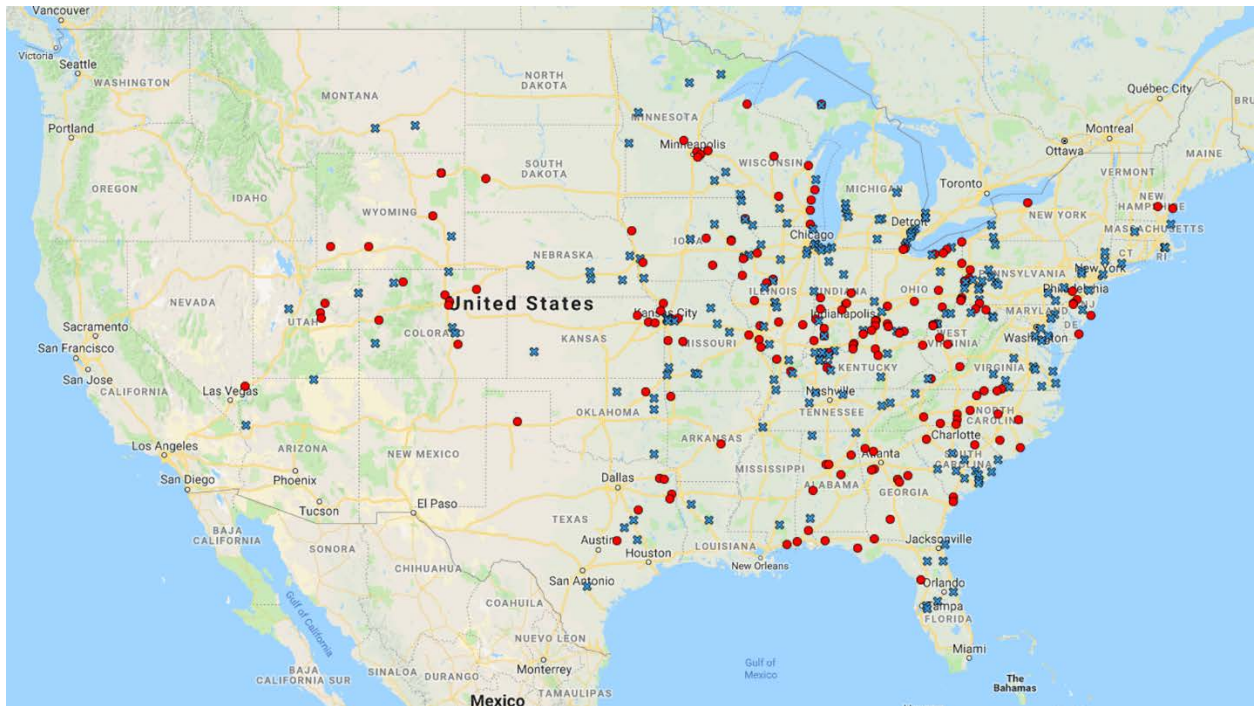 Vancouver
Victoria
Seattle
WASHINGTON
Portland
OREGON
IDAHO
MONTANA
NORTH
DAKOTA
SOUTH
DAKOTA
MINNESOTA
Minneapolis
WISCONSIN
MICHIGAN
Detroit
Toronto
Ottawa
Montreal
Québec City
MAINE
VERMONT
NEW
HAMPSHIRE
NEW YORK
MASSACHUSETTS
CT
RI
New York
PENNSYLVANIA
Philadelphia
NJ
MARYLAND
DE
Washington
WYOMING
NEBRASKA
IOWA
Chicago
ILLINOIS
INDIANA
Indianapolis
OHIO
WEST
VIRGINIA
VIRGINIA
KENTUCKY
United States
NEVADA
UTAH
COLORADO
KANSAS
Kansas City
MISSOURI
Sacramento
San Francisco
San Jose
CALIFORNIA
Las Vegas
Los Angeles
San Diego
ARIZONA
Phoenix
Tucson
NEW MEXICO
El Paso
OKLAHOMA
ARKANSAS
Nashville
TENNESSEE
NORTH
CAROLINA
Charlotte
SOUTH
CAROLINA
Atlanta
GEORGIA
ALABAMA
MISSISSIPPI
Dallas
TEXAS
Austin
Houston
San Antonio
LOUISIANA
New Orleans
Jacksonville
Orlando
Tampa
FLORIDA
Miami
The
Bahamas
Gulf of
Mexico
BAJA
CALIFORNIA
SONORA
CHIHUAHUA
Gulf of California
COAHUILA
NUEVO LEON
Monterrey
TAMAULIPAS
BAJA
CALIFORNIA SUR
SINALOA
DURANGO
Mexico